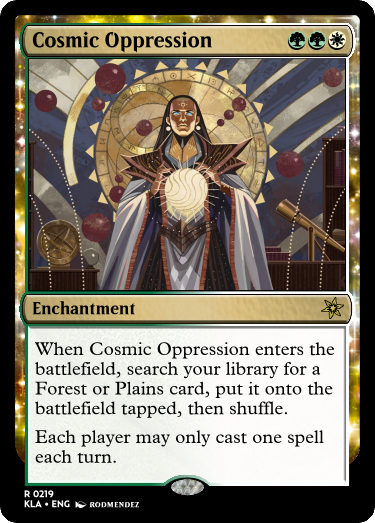 Cosmic Oppression
Enchantment
When Cosmic Oppression enters the
battlefield, search your library for a
Forest or Plains card, put it onto the
battlefield tapped, then shuffle.
Each player may only cast one spell
each turn.
R 0219
KLA • ENG RODMENDEZ